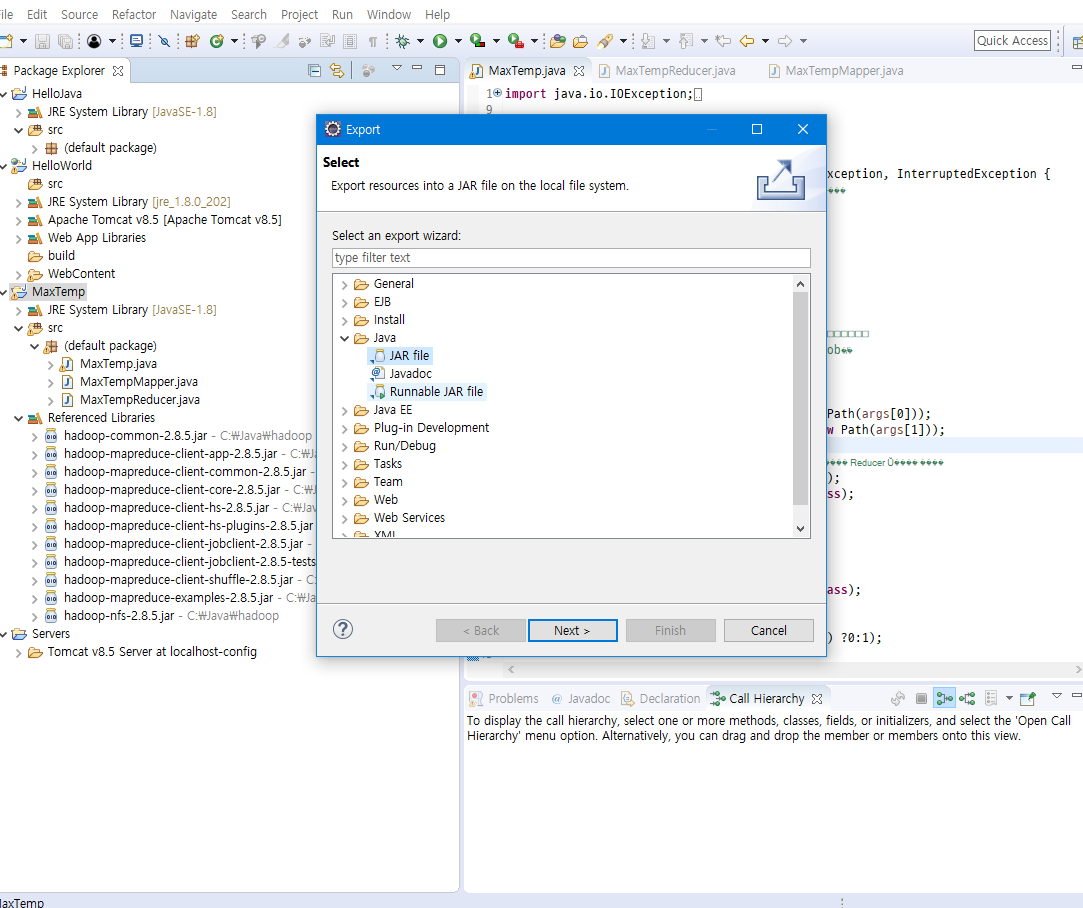 ile Edit Source Refactor Navigate Search Project Run Window Help
Quick Access
Package Explorer
HelloJava
JRE System Library [JavaSE-1.8]
src
(default package)
HelloWorld
src
JRE System Library [jre_1.8.0_202]
Apache Tomcat v8.5 [Apache Tomcat v8.5]
Web App Libraries
build
WebContent
MaxTemp
JRE System Library [JavaSE-1.8]
src
(default package)
MaxTemp.java
MaxTempMapper.java
MaxTempReducer.java
Referenced Libraries
hadoop-common-2.8.5.jar - C:₩Java₩hadoop
hadoop-mapreduce-client-app-2.8.5.jar - C:₩Ja
hadoop-mapreduce-client-common-2.8.5.jar -
hadoop-mapreduce-client-core-2.8.5.jar - C:₩J
hadoop-mapreduce-client-hs-2.8.5.jar - C:₩Jav
hadoop-mapreduce-client-hs-plugins-2.8.5.jar
hadoop-mapreduce-client-jobclient-2.8.5.jar -
hadoop-mapreduce-client-jobclient-2.8.5-tests
hadoop-mapreduce-client-shuffle-2.8.5.jar - C:
hadoop-mapreduce-examples-2.8.5.jar - C:₩Ja
hadoop-nfs-2.8.5.jar - C:₩Java₩hadoop
Servers
Tomcat v8.5 Server at localhost-config
MaxTemp.java MaxTempReducer.java MaxTempMapper.java
1 import java.io.IOException;
9
xception, InterruptedException {
ob
Path(args[0]));
w Path(args[1]));
Reducer
);
ss);
ass);
) ?0:1);
Export
Select
Export resources into a JAR file on the local file system.
Select an export wizard:
type filter text
General
EJB
Install
Java
JAR file
Javadoc
Runnable JAR file
Java EE
Plug-in Development
Run/Debug
Tasks
Team
Web
Web Services
XML
< Back Next > Finish Cancel
Problems @ Javadoc Declaration Call Hierarchy
To display the call hierarchy, select one or more methods, classes, fields, or initializers, and select the 'Open Call
Hierarchy' menu option. Alternatively, you can drag and drop the member or members onto this view.
MaxTemp